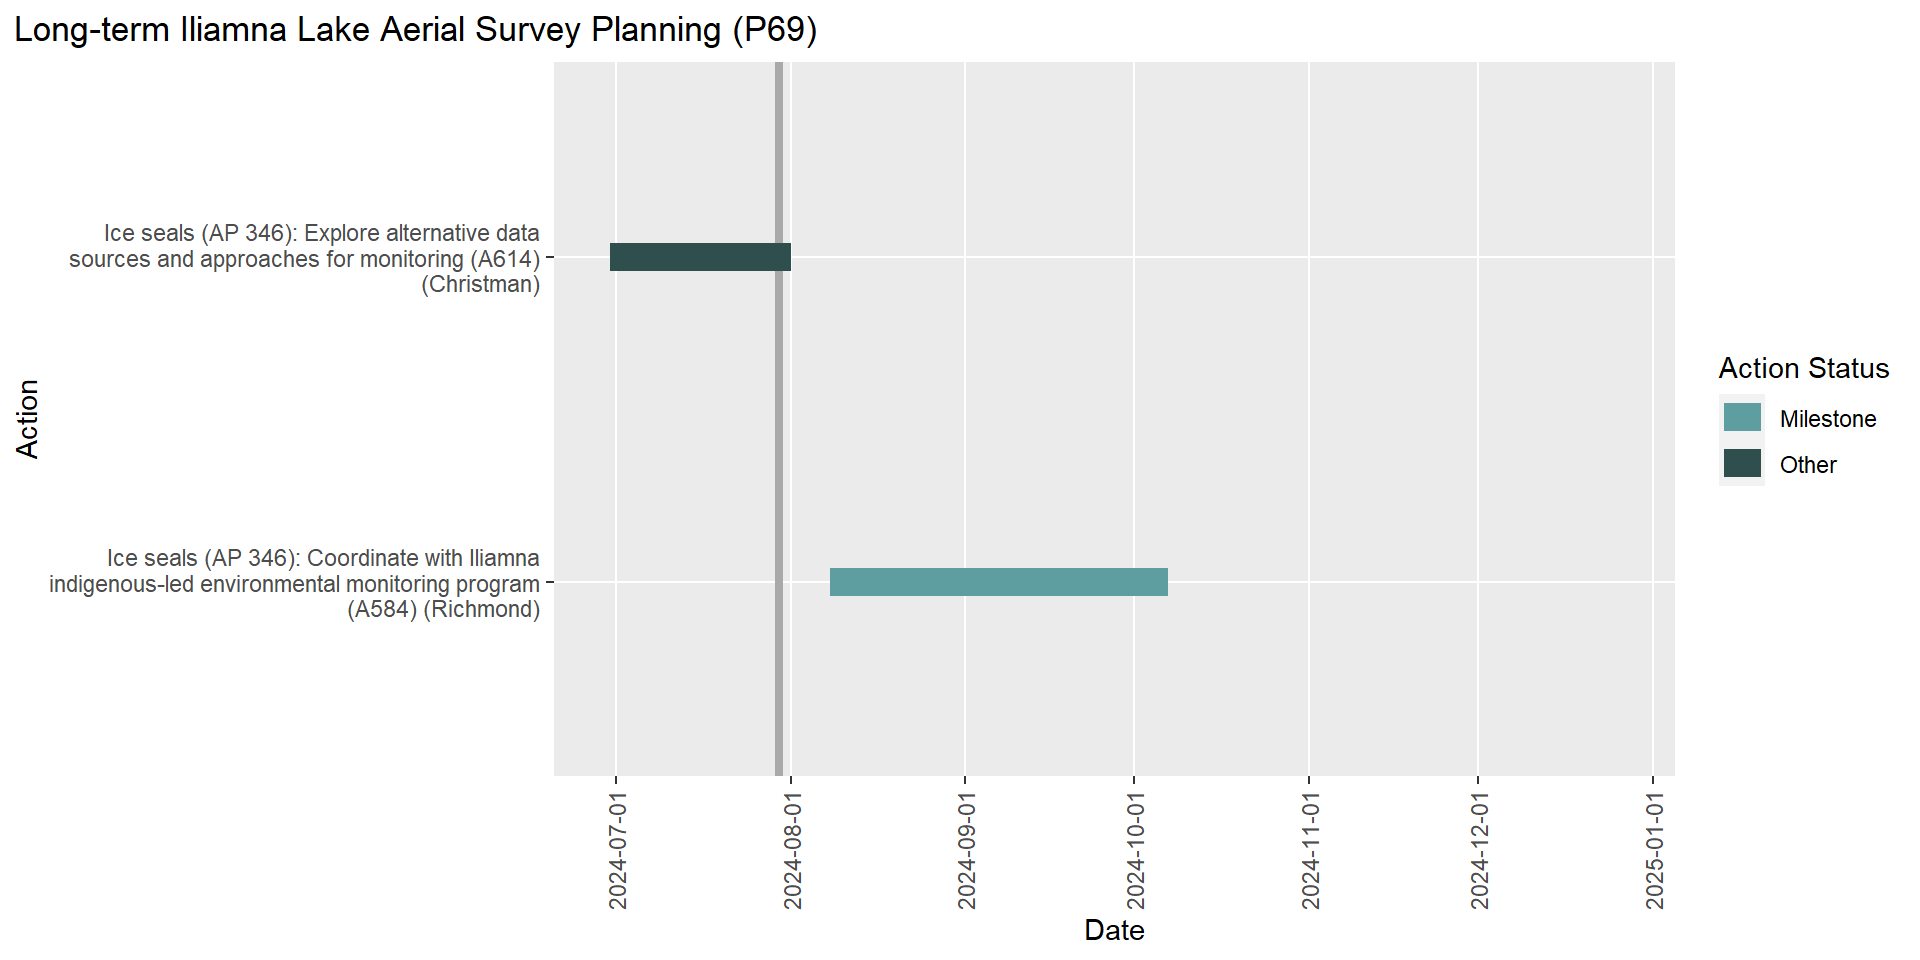 Long-term Iliamna Lake Aerial Survey Planning (P69)
Ice seals (AP 346): Explore alternative data
sources and approaches for monitoring (A614)
(Christman)
Ice seals (AP 346): Coordinate with Iliamna
indigenous-led environmental monitoring program
(A584) (Richmond)
Action
2024-07-01
2024-08-01
2024-09-01
2024-10-01
2024-11-01
2024-12-01
2025-01-01
Date
Action Status
Milestone
Other